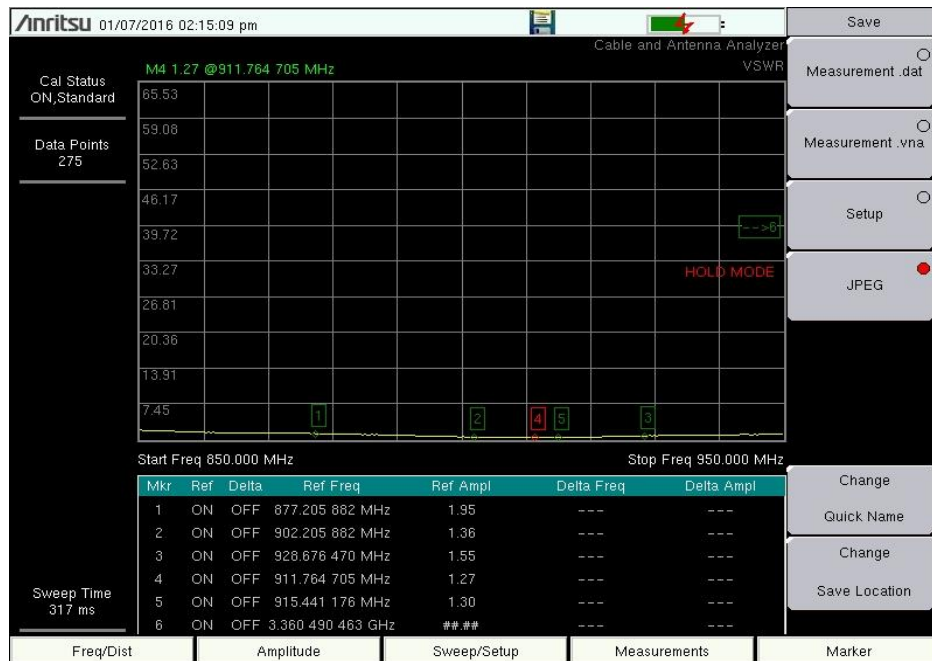 Anritsu 01/07/2016 02:15:09 pm
Save
Cable and Antenna Analyzer
VSWR
M4 1.27 @911.764 705 MHz
Cal Status
ON,Standard
Data Points
275
65.53
59.08
52.63
46.17
39.72
33.27
26.81
20.36
13.91
7.45
-->6
HOLD MODE
1
2
4
5
3
Start Freq 850.000 MHz
Stop Freq 950.000 MHz
Mkr Ref Delta Ref Freq Ref Ampl Delta Freq Delta Ampl
1 ON OFF 877.205 882 MHz 1.95 --- ---
2 ON OFF 902.205 882 MHz 1.36 --- ---
3 ON OFF 928.676 470 MHz 1.55 --- ---
4 ON OFF 911.764 705 MHz 1.27 --- ---
5 ON OFF 915.441 176 MHz 1.30 --- ---
6 ON OFF 3.360 490 463 GHz ##.## --- ---
Sweep Time
317 ms
Measurement .dat
Measurement .vna
Setup
JPEG
Change
Quick Name
Change
Save Location
Freq/Dist
Amplitude
Sweep/Setup
Measurements
Marker